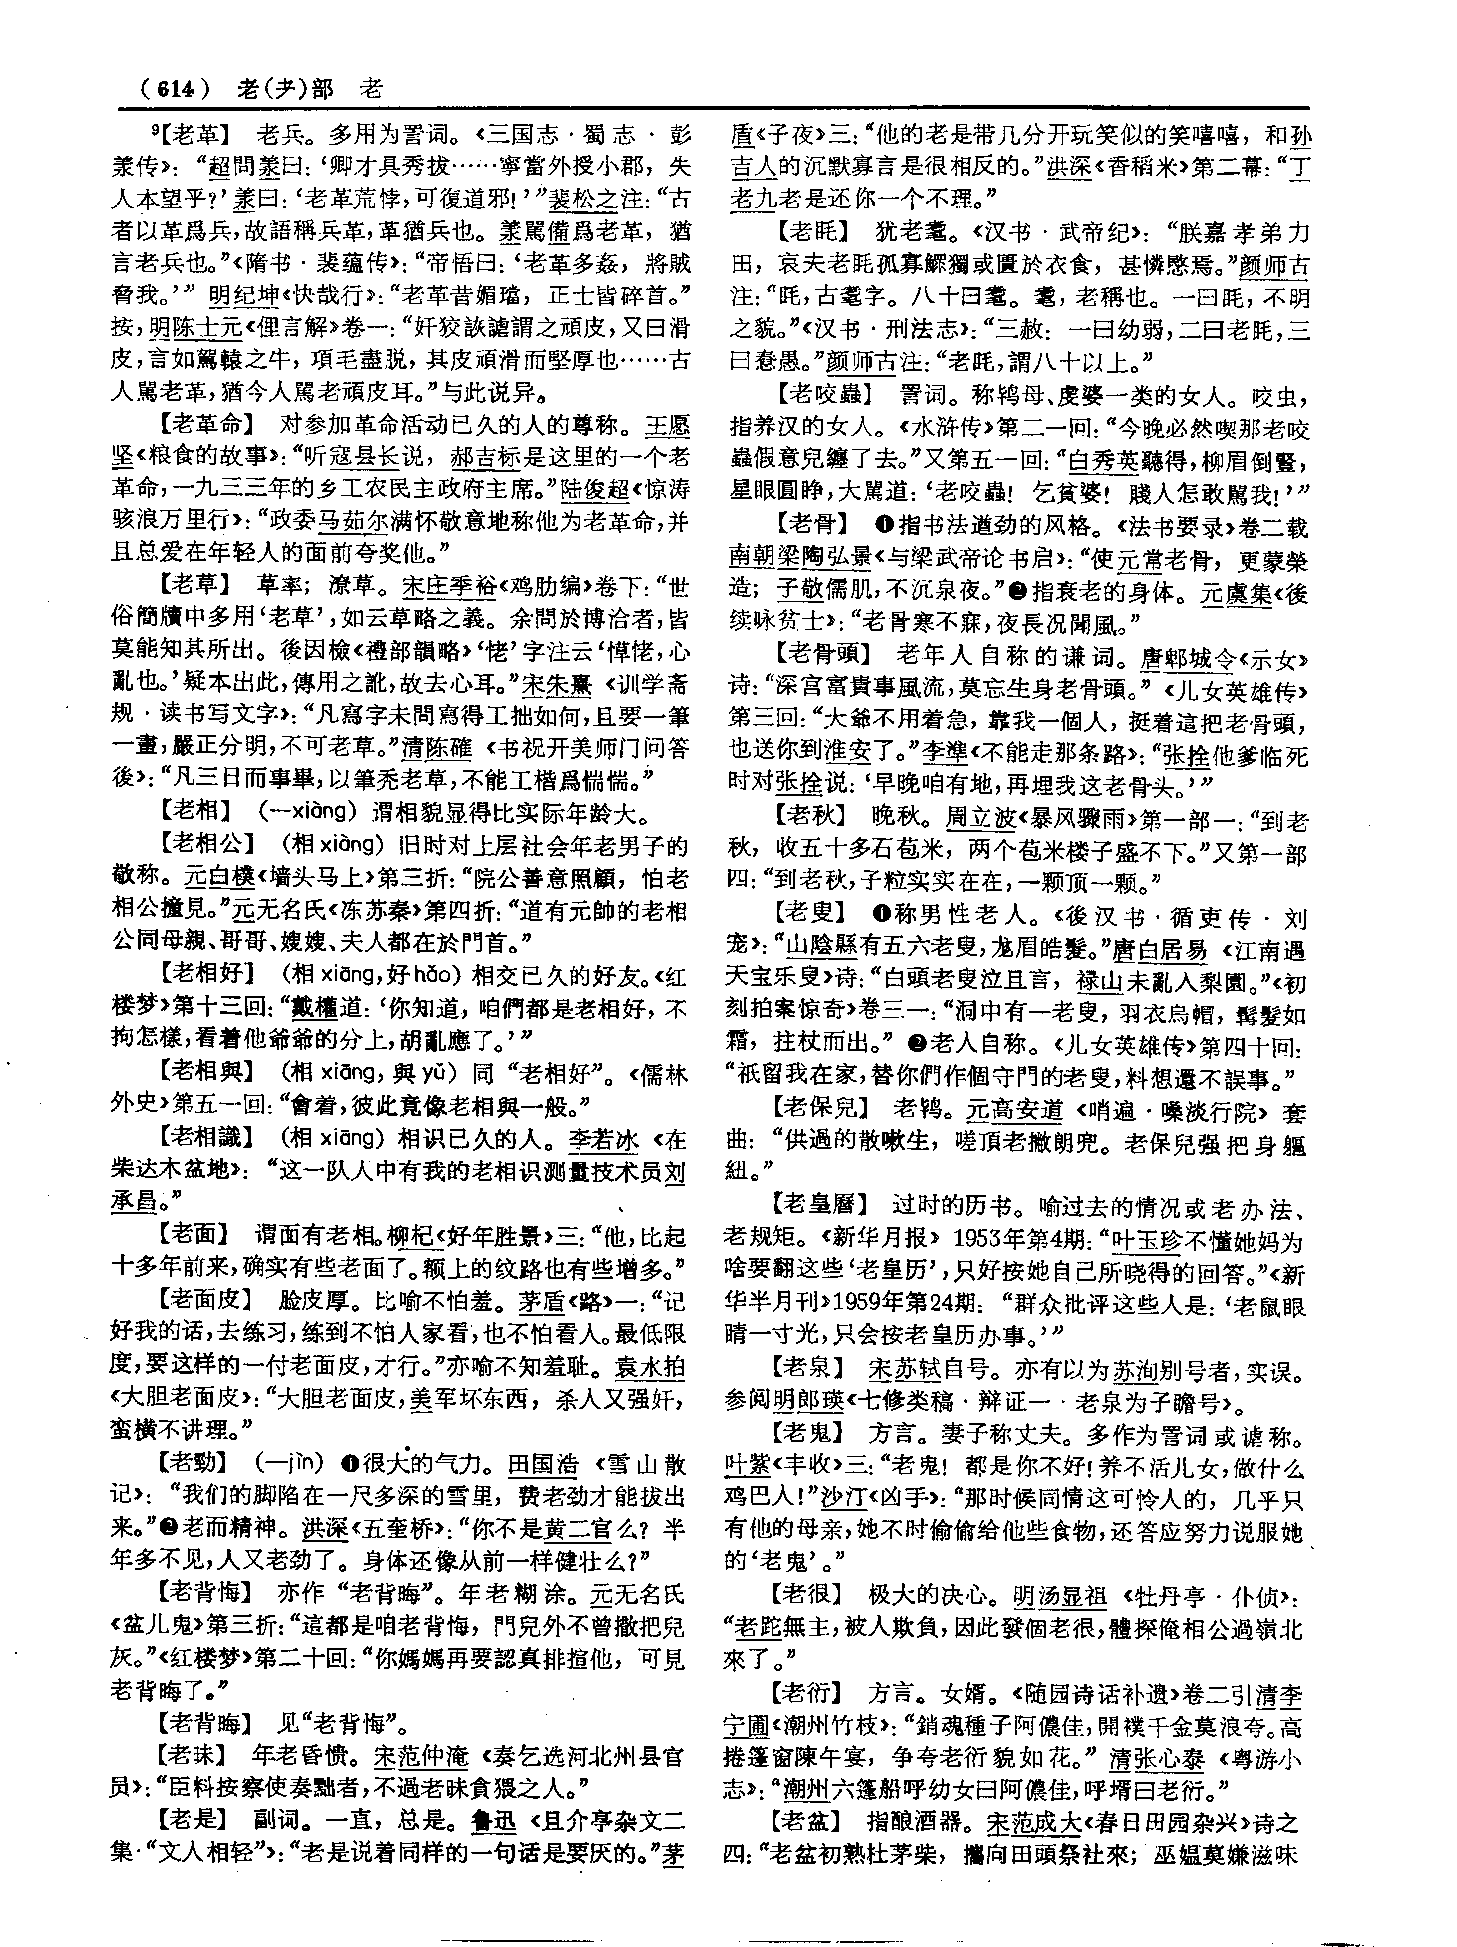 (614) 老(耂)部 老
⁹【老革】 老兵。多用为詈词。《三国志·蜀志·彭
羕传》：“超問羕曰：‘卿才具秀拔……寧當外授小郡，失
人本望乎？’羕曰：‘老革荒悖，可復道邪！’”裴松之注：“古
者以革爲兵，故語稱兵革，革猶兵也。羕駡備爲老革，猶
言老兵也。”《隋书·裴蕴传》：“帝悟曰：‘老革多姦，將賊
脅我。’” 明纪坤《快哉行》：“老革昔媚璫，正士皆碎首。”
按，明陈士元《俚言解》卷一：“奸狡詼謔謂之頑皮，又曰滑
皮，言如駕轅之牛，項毛盡脱，其皮頑滑而堅厚也……古
人駡老革，猶今人駡老頑皮耳。”与此说异。
【老革命】 对参加革命活动已久的人的尊称。王愿
坚《粮食的故事》：“听寇县长说，郝吉标是这里的一个老
革命，一九三三年的乡工农民主政府主席。”陆俊超《惊涛
骇浪万里行》：“政委马茹尔满怀敬意地称他为老革命，并
且总爱在年轻人的面前夸奖他。”
【老草】 草率；潦草。宋庄季裕《鸡肋编》卷下：“世
俗簡牘中多用‘老草’，如云草略之義。余問於博洽者，皆
莫能知其所出。後因檢《禮部韻略》‘恅’字注云‘愺恅，心
亂也。’疑本出此，傳用之訛，故去心耳。”宋朱熹《训学斋
规·读书写文字》：“凡寫字未問寫得工拙如何，且要一筆
一畫，嚴正分明，不可老草。”清陈確《书祝开美师门问答
後》：“凡三日而事畢，以筆秃老草，不能工楷爲惴惴。”
【老相】 (—xiàng) 谓相貌显得比实际年龄大。
【老相公】 (相xiàng) 旧时对上层社会年老男子的
敬称。元白樸《墙头马上》第三折：“院公善意照顧，怕老
相公撞見。”元无名氏《冻苏秦》第四折：“道有元帥的老相
公同母親、哥哥、嫂嫂、夫人都在於門首。”
【老相好】 (相xiāng，好hǎo) 相交已久的好友。《红
楼梦》第十三回：“戴權道：‘你知道，咱們都是老相好，不
拘怎樣，看着他爺爺的分上，胡亂應了。’”
【老相與】 (相xiāng，與yǔ) 同“老相好”。《儒林
外史》第五一回：“會着，彼此竟像老相與一般。”
【老相識】 (相xiāng) 相识已久的人。李若冰《在
柴达木盆地》：“这一队人中有我的老相识测量技术员刘
承昌。”
【老面】 谓面有老相。柳杞《好年胜景》三：“他，比起
十多年前来，确实有些老面了。额上的纹路也有些增多。”
【老面皮】 脸皮厚。比喻不怕羞。茅盾《路》一：“记
好我的话，去练习，练到不怕人家看，也不怕看人。最低限
度，要这样的一付老面皮，才行。”亦喻不知羞耻。袁水拍
《大胆老面皮》：“大胆老面皮，美军坏东西，杀人又强奸，
蛮横不讲理。”
【老勁】 (—jìn) ❶很大的气力。田国浩《雪山散
记》：“我们的脚陷在一尺多深的雪里，费老劲才能拔出
来。”❷老而精神。洪深《五奎桥》：“你不是黄二官么？半
年多不见，人又老劲了。身体还像从前一样健壮么？”
【老背悔】 亦作“老背晦”。年老糊涂。元无名氏
《盆儿鬼》第三折：“這都是咱老背悔，門兒外不曾撒把兒
灰。”《红楼梦》第二十回：“你媽媽再要認真排揎他，可見
老背晦了。”
【老背晦】 见“老背悔”。
【老昧】 年老昏愦。宋范仲淹《奏乞选河北州县官
员》：“臣料按察使奏黜者，不過老昧貪猥之人。”
【老是】 副词。一直，总是。鲁迅《且介亭杂文二
集·“文人相轻”》：“老是说着同样的一句话是要厌的。”茅
盾《子夜》三：“他的老是带几分开玩笑似的笑嘻嘻，和孙
吉人的沉默寡言是很相反的。”洪深《香稻米》第二幕：“丁
老九老是还你一个不理。”
【老眊】 犹老耄。《汉书·武帝纪》：“朕嘉孝弟力
田，哀夫老眊孤寡鰥獨或匱於衣食，甚憐愍焉。”颜师古
注：“眊，古耄字。八十曰耄。耄，老稱也。一曰眊，不明
之貌。”《汉书·刑法志》：“三赦：一曰幼弱，二曰老眊，三
曰惷愚。”颜师古注：“老眊，謂八十以上。”
【老咬蟲】 詈词。称鸨母、虔婆一类的女人。咬虫，
指养汉的女人。《水浒传》第二一回：“今晚必然喫那老咬
蟲假意兒纏了去。”又第五一回：“白秀英聽得，柳眉倒豎，
星眼圓睁，大駡道：‘老咬蟲！乞貧婆！賤人怎敢駡我！’”
【老骨】 ❶指书法遒劲的风格。《法书要录》卷二载
南朝梁陶弘景《与梁武帝论书启》：“使元常老骨，更蒙榮
造；子敬懦肌，不沉泉夜。”❷指衰老的身体。元虞集《後
续咏贫士》：“老骨寒不寐，夜長况聞風。”
【老骨頭】 老年人自称的谦词。唐郫城令《示女》
诗：“深宫富貴事風流，莫忘生身老骨頭。”《儿女英雄传》
第三回：“大爺不用着急，靠我一個人，挺着這把老骨頭，
也送你到淮安了。”李準《不能走那条路》：“张拴他爹临死
时对张拴说：‘早晚咱有地，再埋我这老骨头。’”
【老秋】 晚秋。周立波《暴风骤雨》第一部一：“到老
秋，收五十多石苞米，两个苞米楼子盛不下。”又第一部
四：“到老秋，子粒实实在在，一颗顶一颗。”
【老叟】 ❶称男性老人。《後汉书·循吏传·刘
宠》：“山陰縣有五六老叟，尨眉皓髮。”唐白居易《江南遇
天宝乐叟》诗：“白頭老叟泣且言，禄山未亂入梨園。”《初
刻拍案惊奇》卷三一：“洞中有一老叟，羽衣烏帽，髯髮如
霜，拄杖而出。” ❷老人自称。《儿女英雄传》第四十回：
“祇留我在家，替你們作個守門的老叟，料想還不誤事。”
【老保兒】 老鸨。元高安道《哨遍·嗓淡行院》套
曲：“供過的散嗽生，嗟頂老撇朗兜。老保兒强把身軀
紐。”
【老皇曆】 过时的历书。喻过去的情况或老办法、
老规矩。《新华月报》1953年第4期：“叶玉珍不懂她妈为
啥要翻这些‘老皇历’，只好按她自己所晓得的回答。”《新
华半月刊》1959年第24期：“群众批评这些人是：‘老鼠眼
睛一寸光，只会按老皇历办事。’”
【老泉】 宋苏轼自号。亦有以为苏洵别号者，实误。
参阅明郎瑛《七修类稿·辩证一·老泉为子瞻号》。
【老鬼】 方言。妻子称丈夫。多作为詈词或谑称。
叶紫《丰收》三：“老鬼！都是你不好！养不活儿女，做什么
鸡巴人！”沙汀《凶手》：“那时候同情这可怜人的，几乎只
有他的母亲，她不时偷偷给他些食物，还答应努力说服她
的‘老鬼’。”
【老很】 极大的决心。明汤显祖《牡丹亭·仆侦》：
“老跎無主，被人欺負，因此發個老很，體探俺相公過嶺北
來了。”
【老衍】 方言。女婿。《随园诗话补遗》卷二引清李
宁圃《潮州竹枝》：“銷魂種子阿儂佳，開襆千金莫浪夸。高
捲篷窗陳午宴，争夸老衍貌如花。” 清张心泰《粤游小
志》：“潮州六篷船呼幼女曰阿儂佳，呼壻曰老衍。”
【老盆】 指酿酒器。宋范成大《春日田园杂兴》诗之
四：“老盆初熟杜茅柴，攜向田頭祭社來；巫媪莫嫌滋味